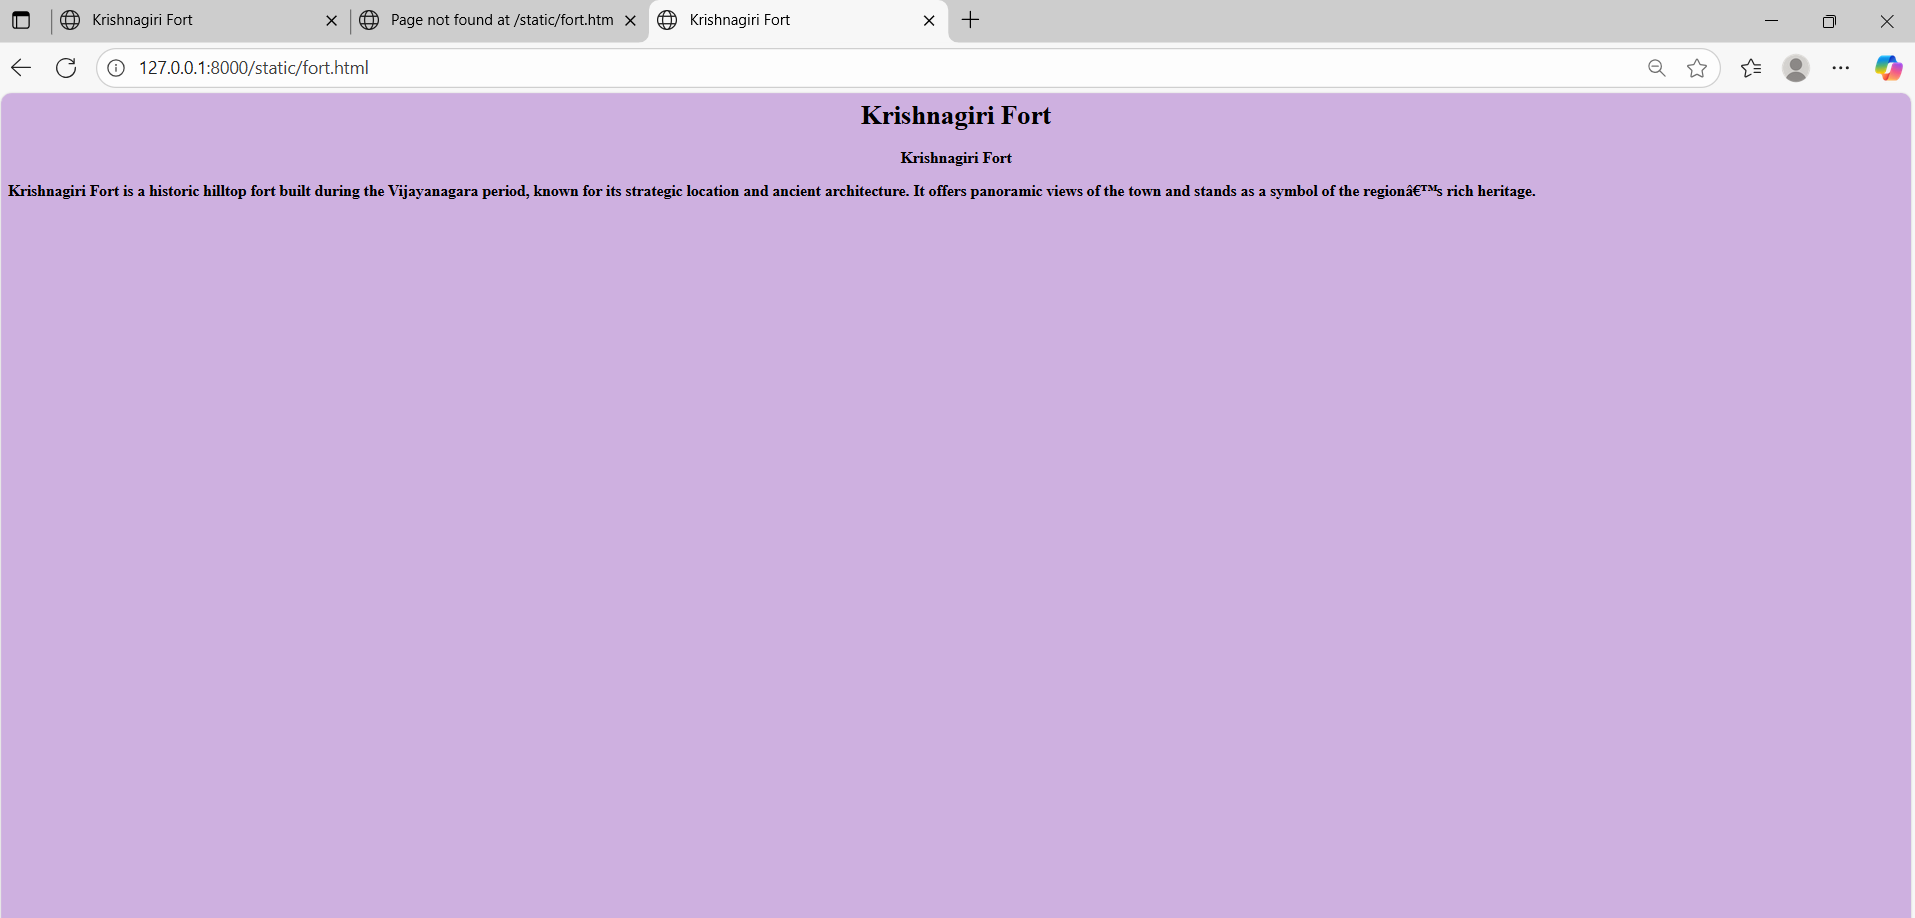 Krishnagiri Fort
Page not found at /static/fort.htm
Krishnagiri Fort
127.0.0.1:8000/static/fort.html
Krishnagiri Fort
Krishnagiri Fort
Krishnagiri Fort is a historic hilltop fort built during the Vijayanagara period, known for its strategic location and ancient architecture. It offers panoramic views of the town and stands as a symbol of the regionâ€™s rich heritage.